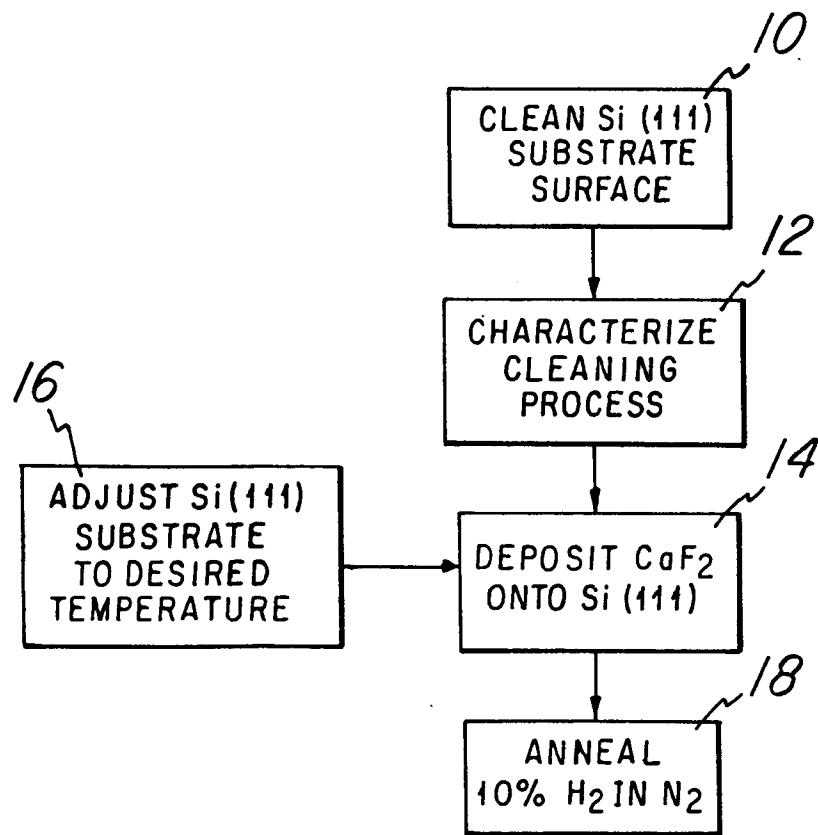 10
CLEAN Si (111)
SUBSTRATE
SURFACE
12
CHARACTERIZE
CLEANING
PROCESS
16
ADJUST Si (111)
SUBSTRATE
TO DESIRED
TEMPERATURE
14
DEPOSIT CaF₂
ONTO Si (111)
18
ANNEAL
10% H₂ IN N₂